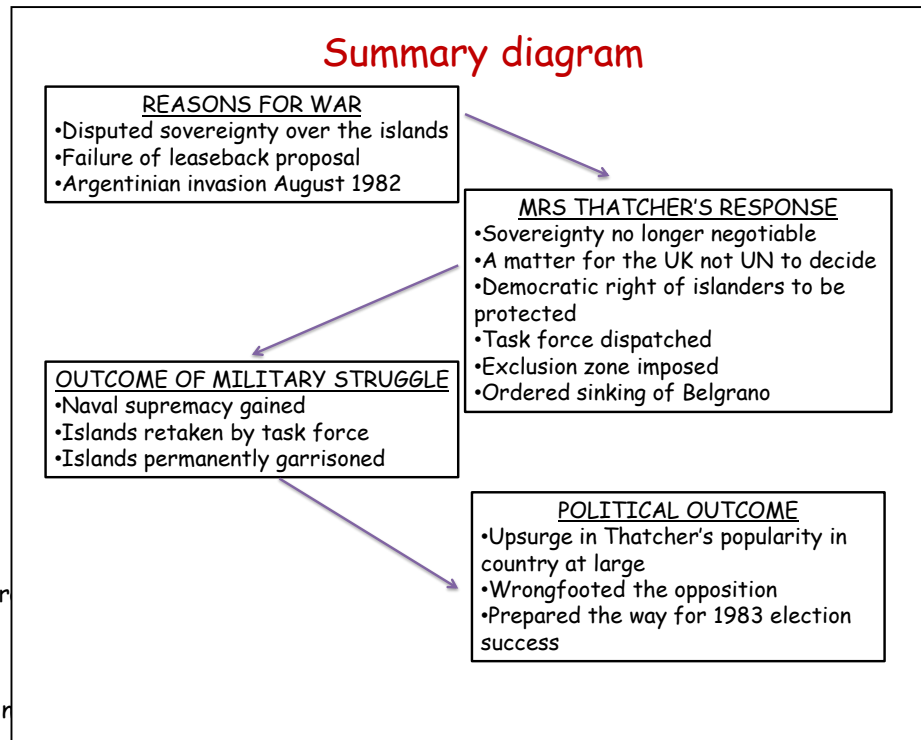 Summary diagram
REASONS FOR WAR
•Disputed sovereignty over the islands
•Failure of leaseback proposal
•Argentinian invasion August 1982
MRS THATCHER'S RESPONSE
•Sovereignty no longer negotiable
•A matter for the UK not UN to decide
•Democratic right of islanders to be
protected
•Task force dispatched
•Exclusion zone imposed
•Ordered sinking of Belgrano
OUTCOME OF MILITARY STRUGGLE
•Naval supremacy gained
•Islands retaken by task force
•Islands permanently garrisoned
POLITICAL OUTCOME
•Upsurge in Thatcher's popularity in
country at large
•Wrongfooted the opposition
•Prepared the way for 1983 election
success